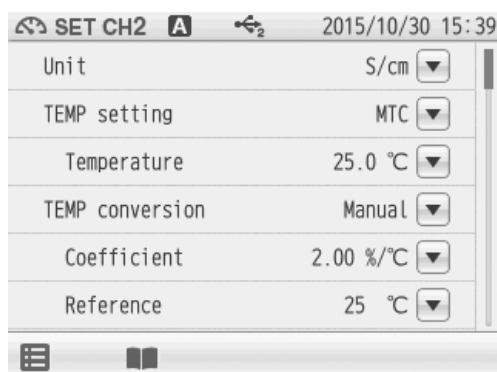 SET CH2 A 2 2015/10/30 15:39
Unit S/cm
TEMP setting MTC
Temperature 25.0 ℃
TEMP conversion Manual
Coefficient 2.00 %/℃
Reference 25 ℃